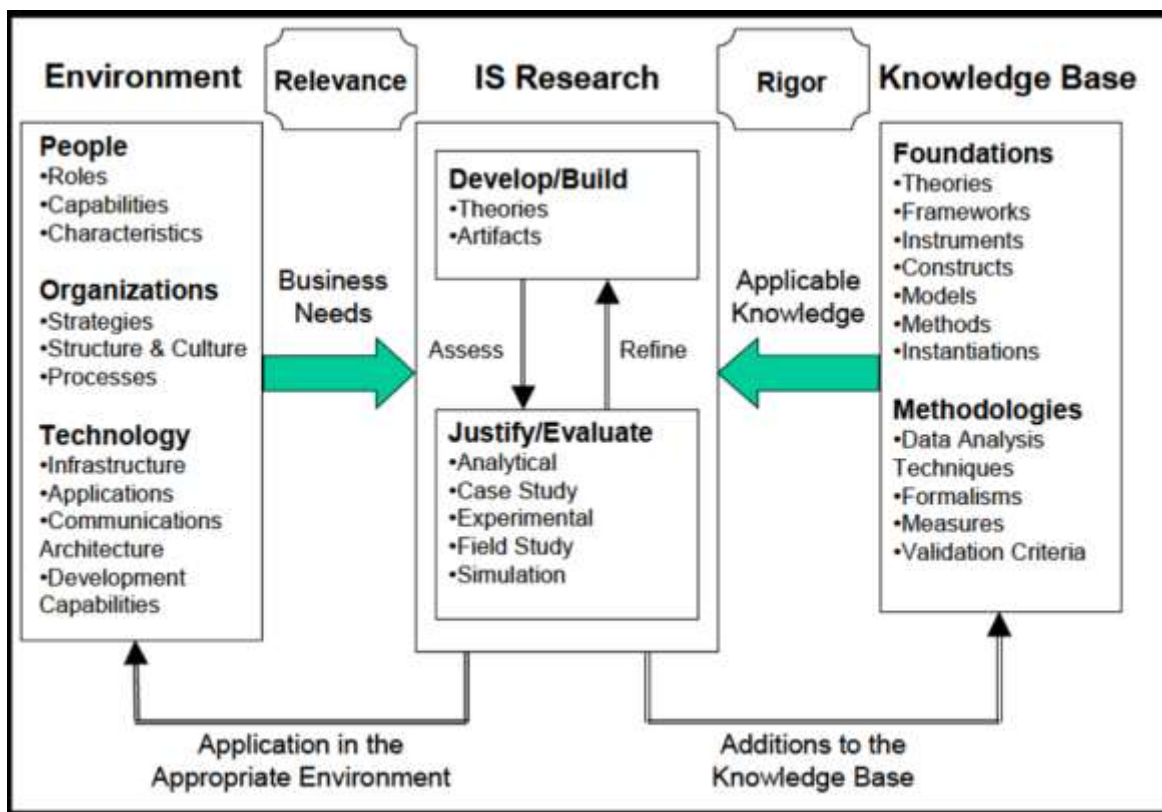 Environment
Relevance
IS Research
Rigor
Knowledge Base
People
•Roles
•Capabilities
•Characteristics
Organizations
•Strategies
•Structure & Culture
•Processes
Technology
•Infrastructure
•Applications
•Communications
Architecture
•Development
Capabilities
Business
Needs
Develop/Build
•Theories
•Artifacts
Assess
Refine
Justify/Evaluate
•Analytical
•Case Study
•Experimental
•Field Study
•Simulation
Applicable
Knowledge
Foundations
•Theories
•Frameworks
•Instruments
•Constructs
•Models
•Methods
•Instantiations
Methodologies
•Data Analysis
Techniques
•Formalisms
•Measures
•Validation Criteria
Application in the
Appropriate Environment
Additions to the
Knowledge Base